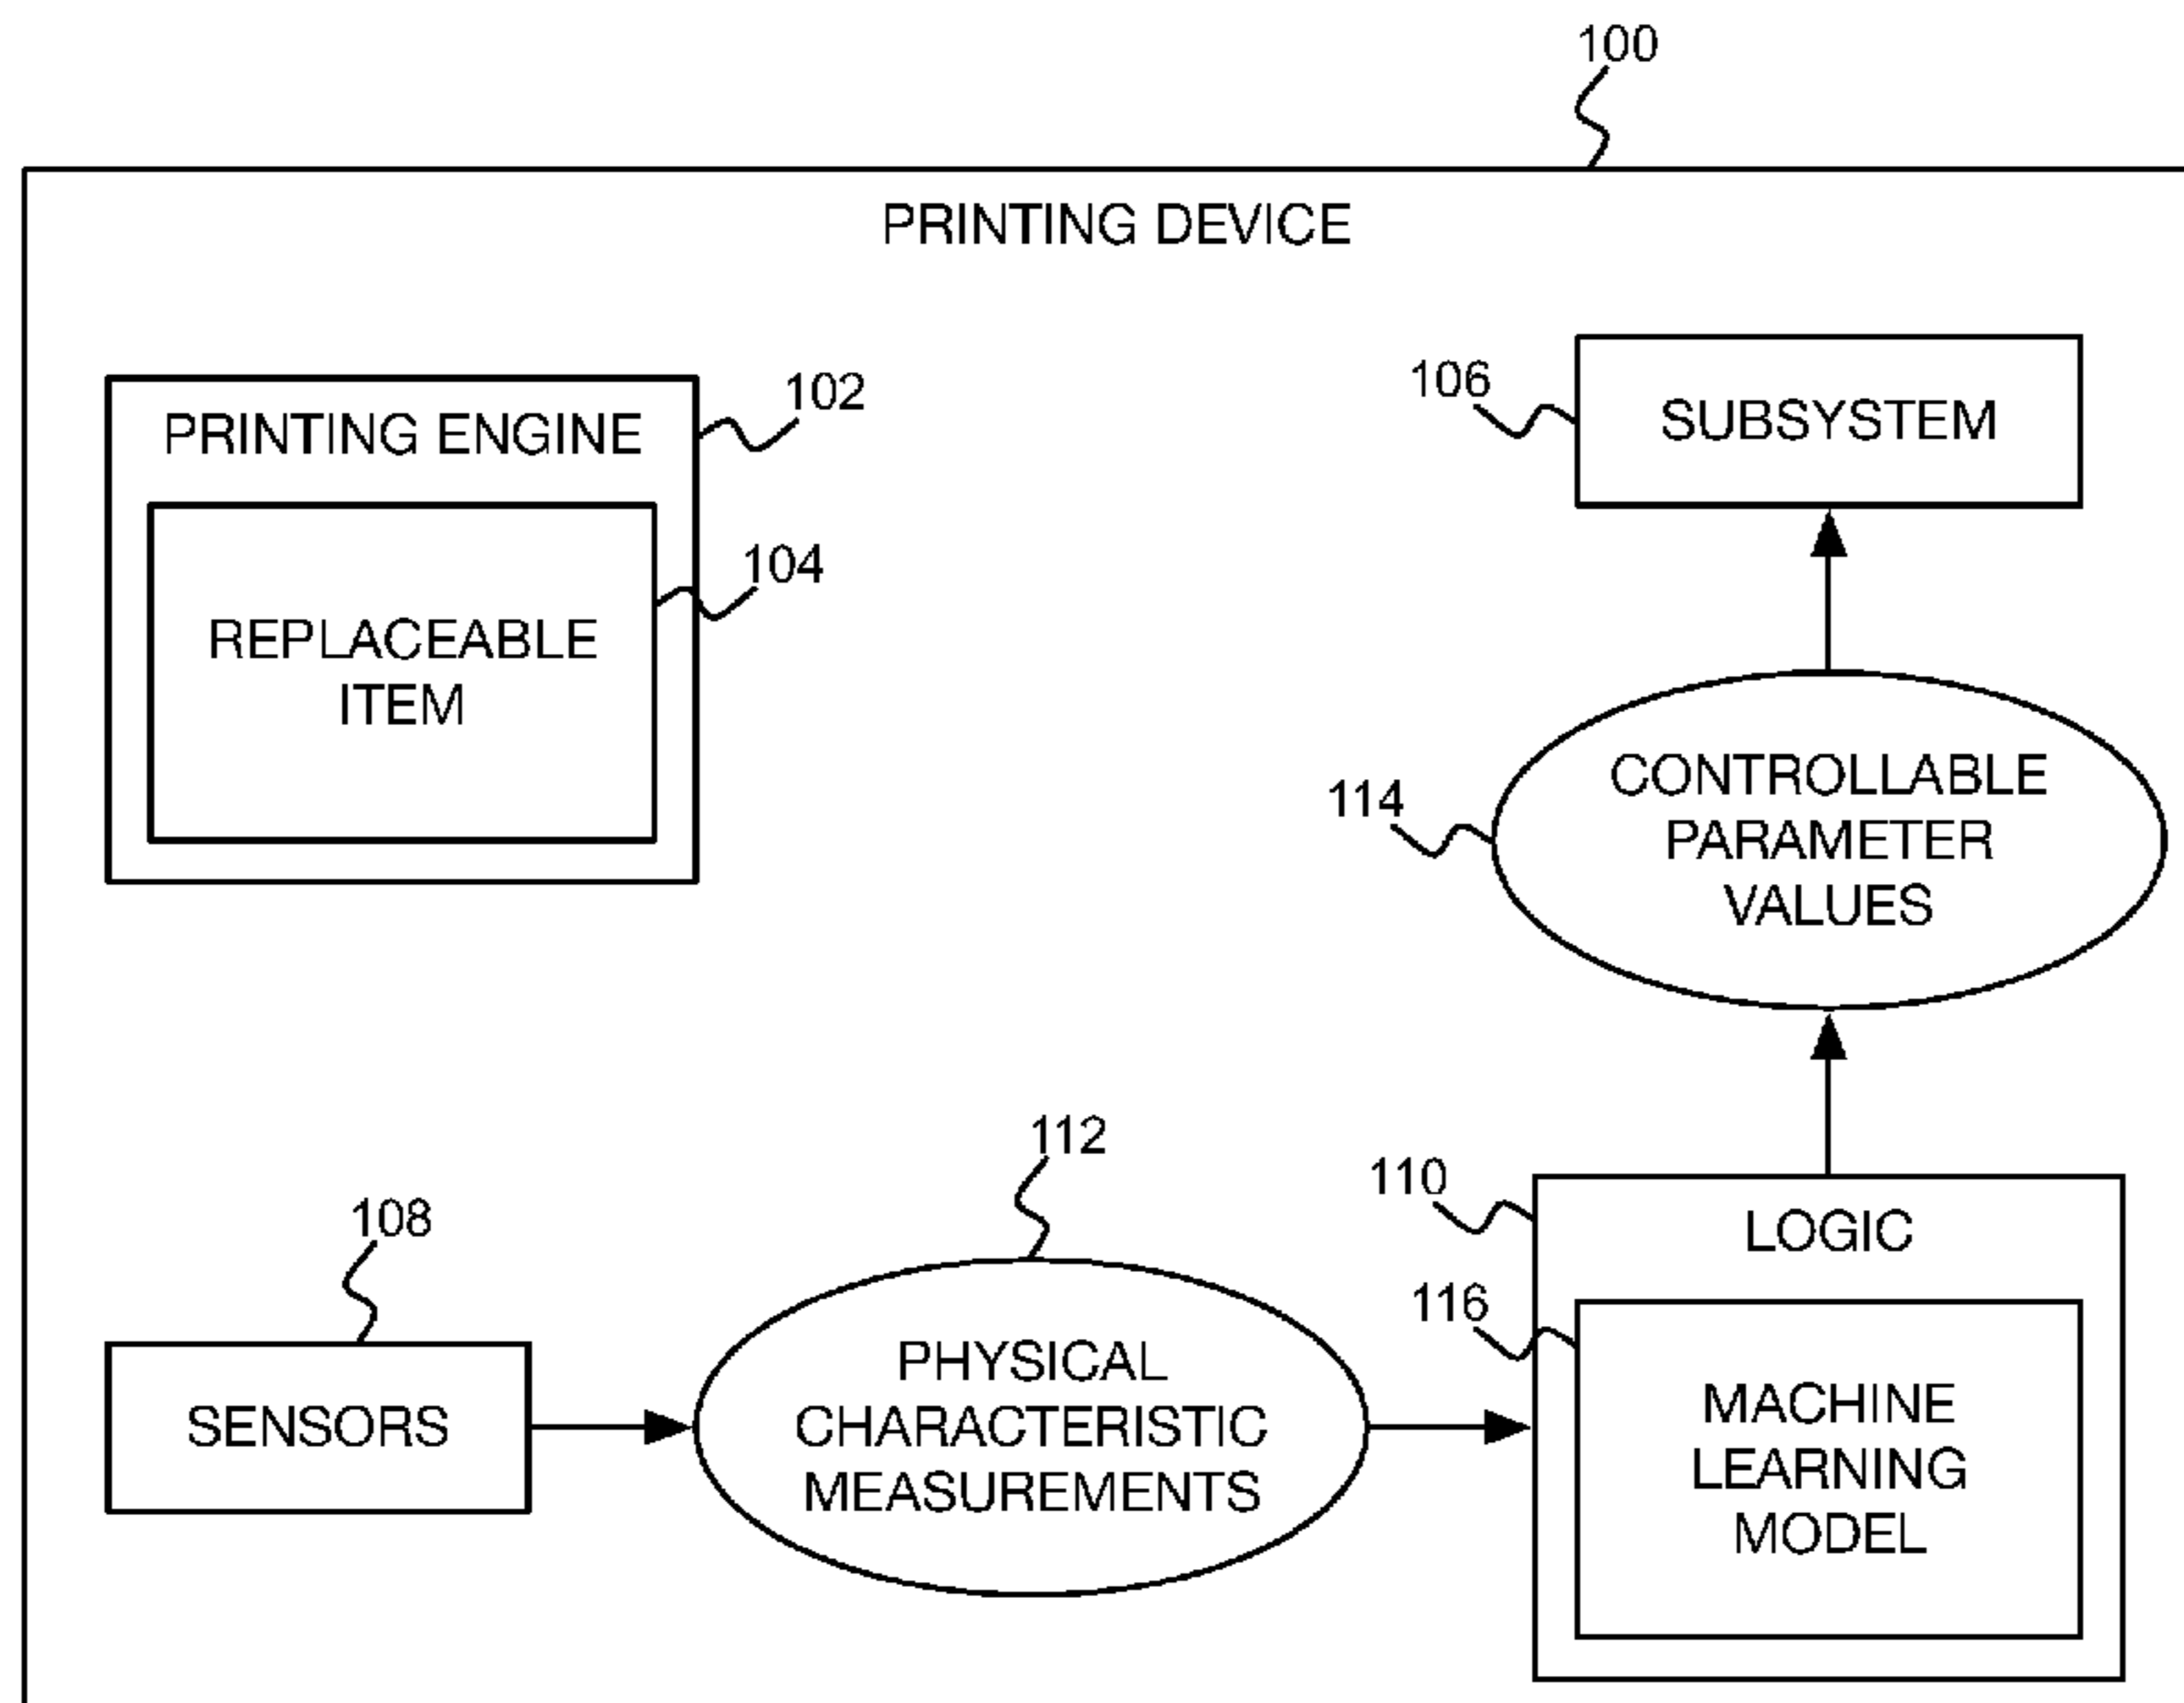 100
PRINTING DEVICE
102
PRINTING ENGINE
104
REPLACEABLE
ITEM
106
SUBSYSTEM
114
CONTROLLABLE
PARAMETER
VALUES
112
110
LOGIC
108
116
SENSORS
PHYSICAL
CHARACTERISTIC
MEASUREMENTS
MACHINE
LEARNING
MODEL